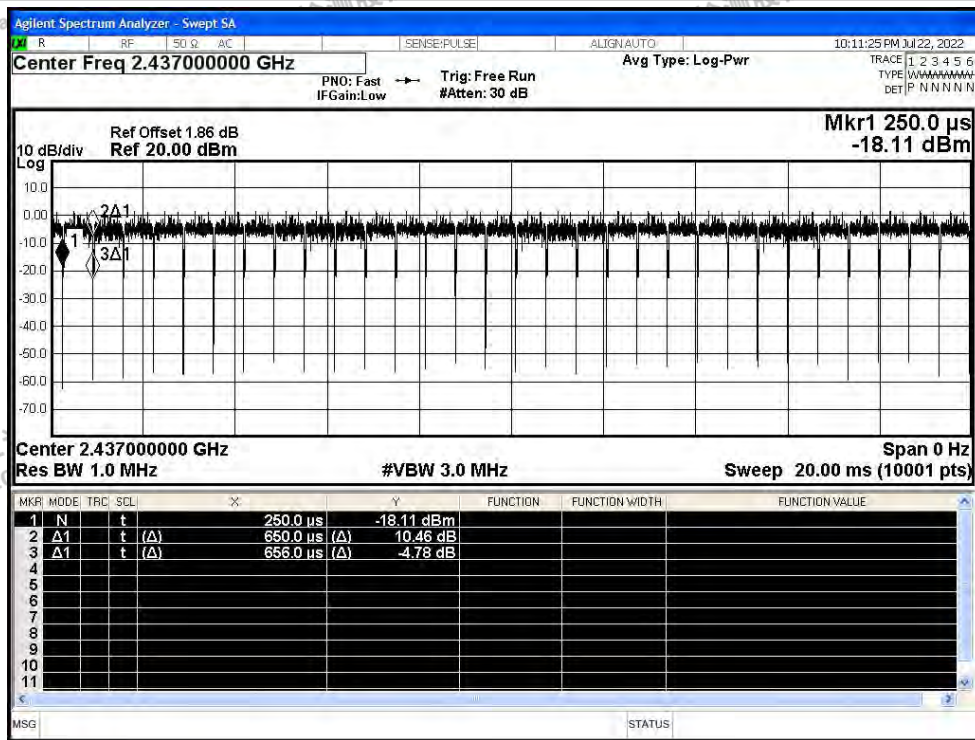 Agilent Spectrum Analyzer - Swept SA
R RF 50 Ω AC SENSE:PULSE ALIGNAUTO 10:11:25 PM Jul 22, 2022
Center Freq 2.437000000 GHz Avg Type: Log-Pwr TRACE 1 2 3 4 5 6
PNO: Fast Trig: Free Run TYPE
IFGain:Low #Atten: 30 dB DET P N N N N N
Mkr1 250.0 µs
Ref Offset 1.86 dB
10 dB/div Ref 20.00 dBm -18.11 dBm
Log
10.0
0.00
2Δ1
1
-10.0
3Δ1
-20.0
-30.0
-40.0
-50.0
-60.0
-70.0
Center 2.437000000 GHz Span 0 Hz
Res BW 1.0 MHz #VBW 3.0 MHz Sweep 20.00 ms (10001 pts)
MKR MODE TRC SCL X Y FUNCTION FUNCTION WIDTH FUNCTION VALUE
1 N t 250.0 µs -18.11 dBm
2 Δ1 t (Δ) 650.0 µs (Δ) 10.46 dB
3 Δ1 t (Δ) 656.0 µs (Δ) -4.78 dB
4
5
6
7
8
9
10
11
MSG STATUS